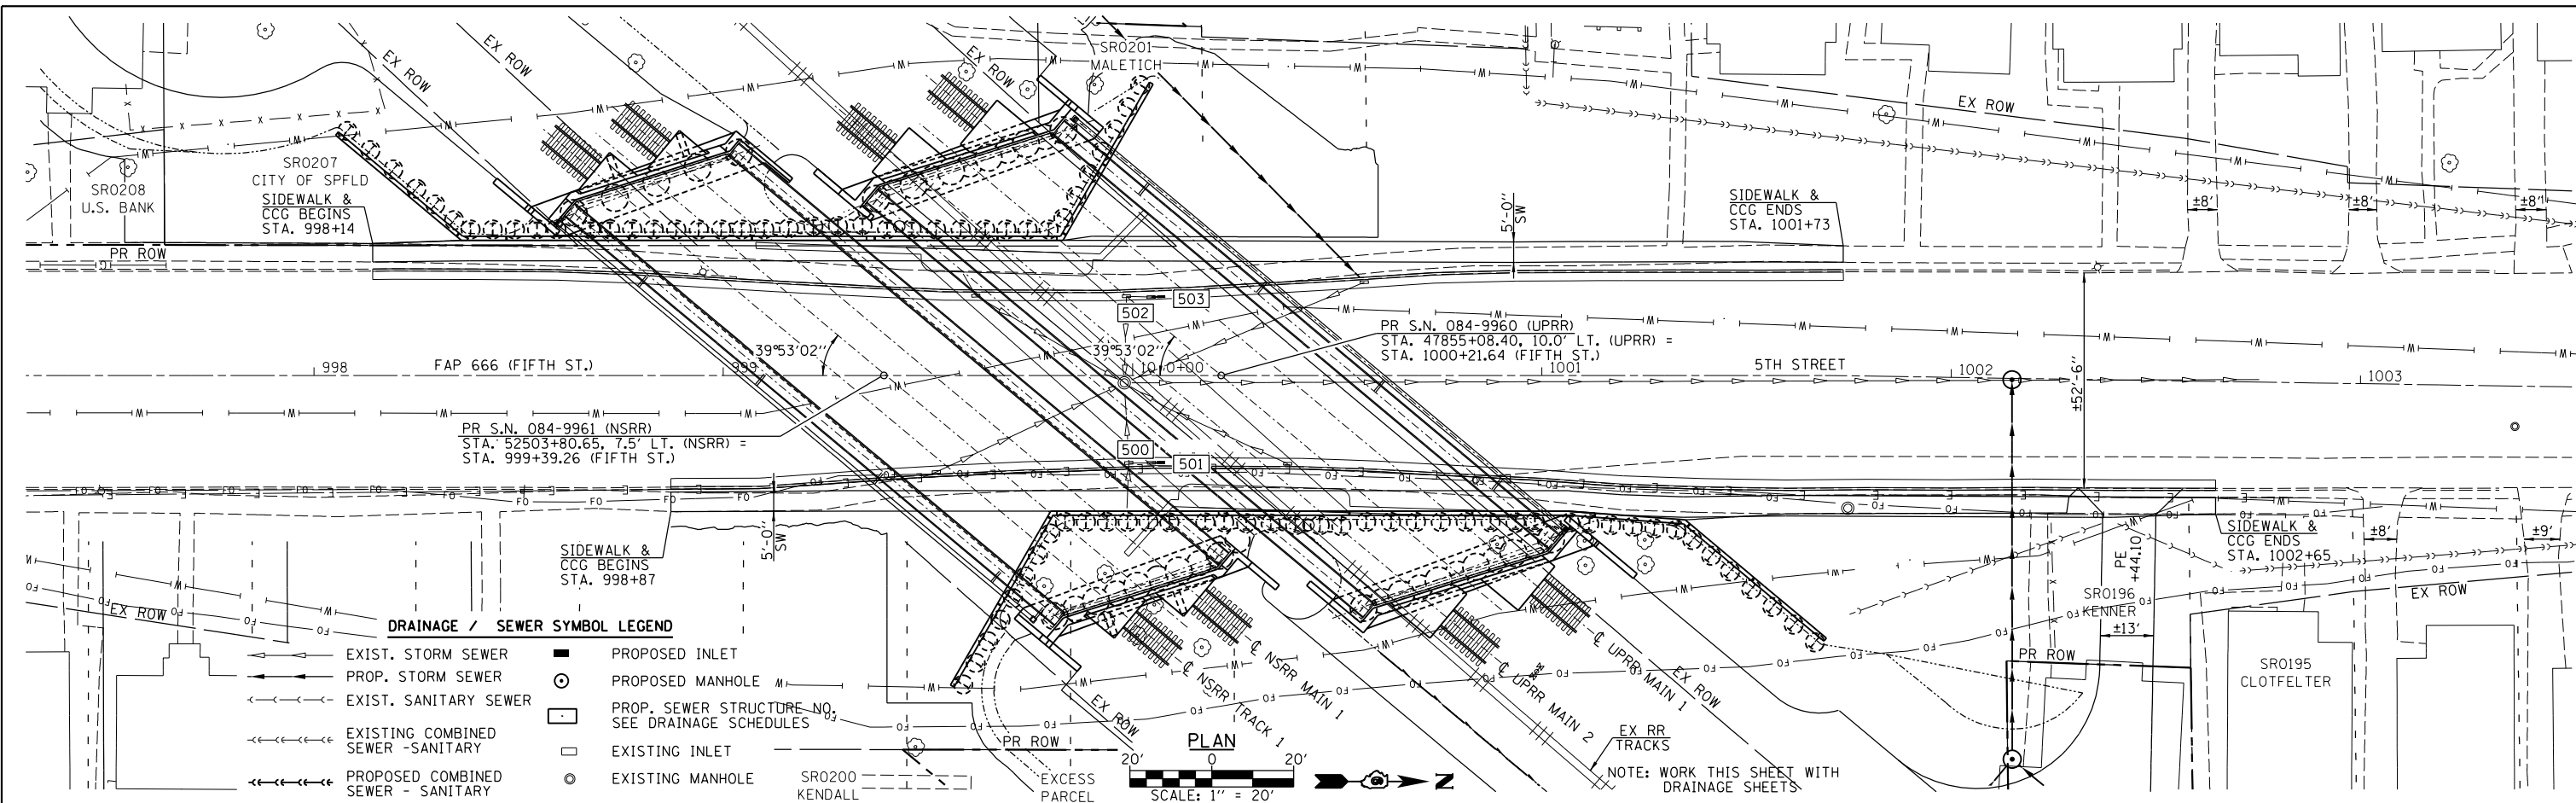 EX ROW
EX ROW
EX ROW
SR0201
MALETICH
EX ROW
SR0207
CITY OF SPFLD
SR0208
U.S. BANK
SIDEWALK &
CCG BEGINS
STA. 998+14
5'-0"
SW
SIDEWALK &
CCG ENDS
STA. 1001+73
±8'
±8'
±8'
PR ROW
503
502
PR S.N. 084-9960 (UPRR)
STA. 47855+08.40, 10.0' LT. (UPRR) =
STA. 1000+21.64 (FIFTH ST.)
39°53'02''
39°53'02''
998
FAP 666 (FIFTH ST.)
999
1000+00
1001
5TH STREET
1002
1003
±52'-6"
PR S.N. 084-9961 (NSRR)
STA. 52503+80.65, 7.5' LT. (NSRR) =
STA. 999+39.26 (FIFTH ST.)
500
501
5'-0"
SW
SIDEWALK &
CCG BEGINS
STA. 998+87
SIDEWALK &
CCG ENDS
STA. 1002+65
±8'
±9'
PE
+44.10
SR0196
KENNER
±13'
EX ROW
EX ROW
PR ROW
SR0195
CLOTFELTER
DRAINAGE / SEWER SYMBOL LEGEND
EXIST. STORM SEWER
PROP. STORM SEWER
EXIST. SANITARY SEWER
EXISTING COMBINED
SEWER -SANITARY
PROPOSED COMBINED
SEWER - SANITARY
PROPOSED INLET
PROPOSED MANHOLE
PROP. SEWER STRUCTURE NO.
SEE DRAINAGE SCHEDULES
EXISTING INLET
EXISTING MANHOLE
SR0200
KENDALL
PR ROW
EX ROW
EXCESS
PARCEL
℄ NSRR TRACK 1
℄ NSRR MAIN 1
℄ UPRR MAIN 2
℄ UPRR MAIN 1
EX ROW
EX RR
TRACKS
PLAN
20'
0
20'
SCALE: 1'' = 20'
N
NOTE: WORK THIS SHEET WITH
DRAINAGE SHEETS